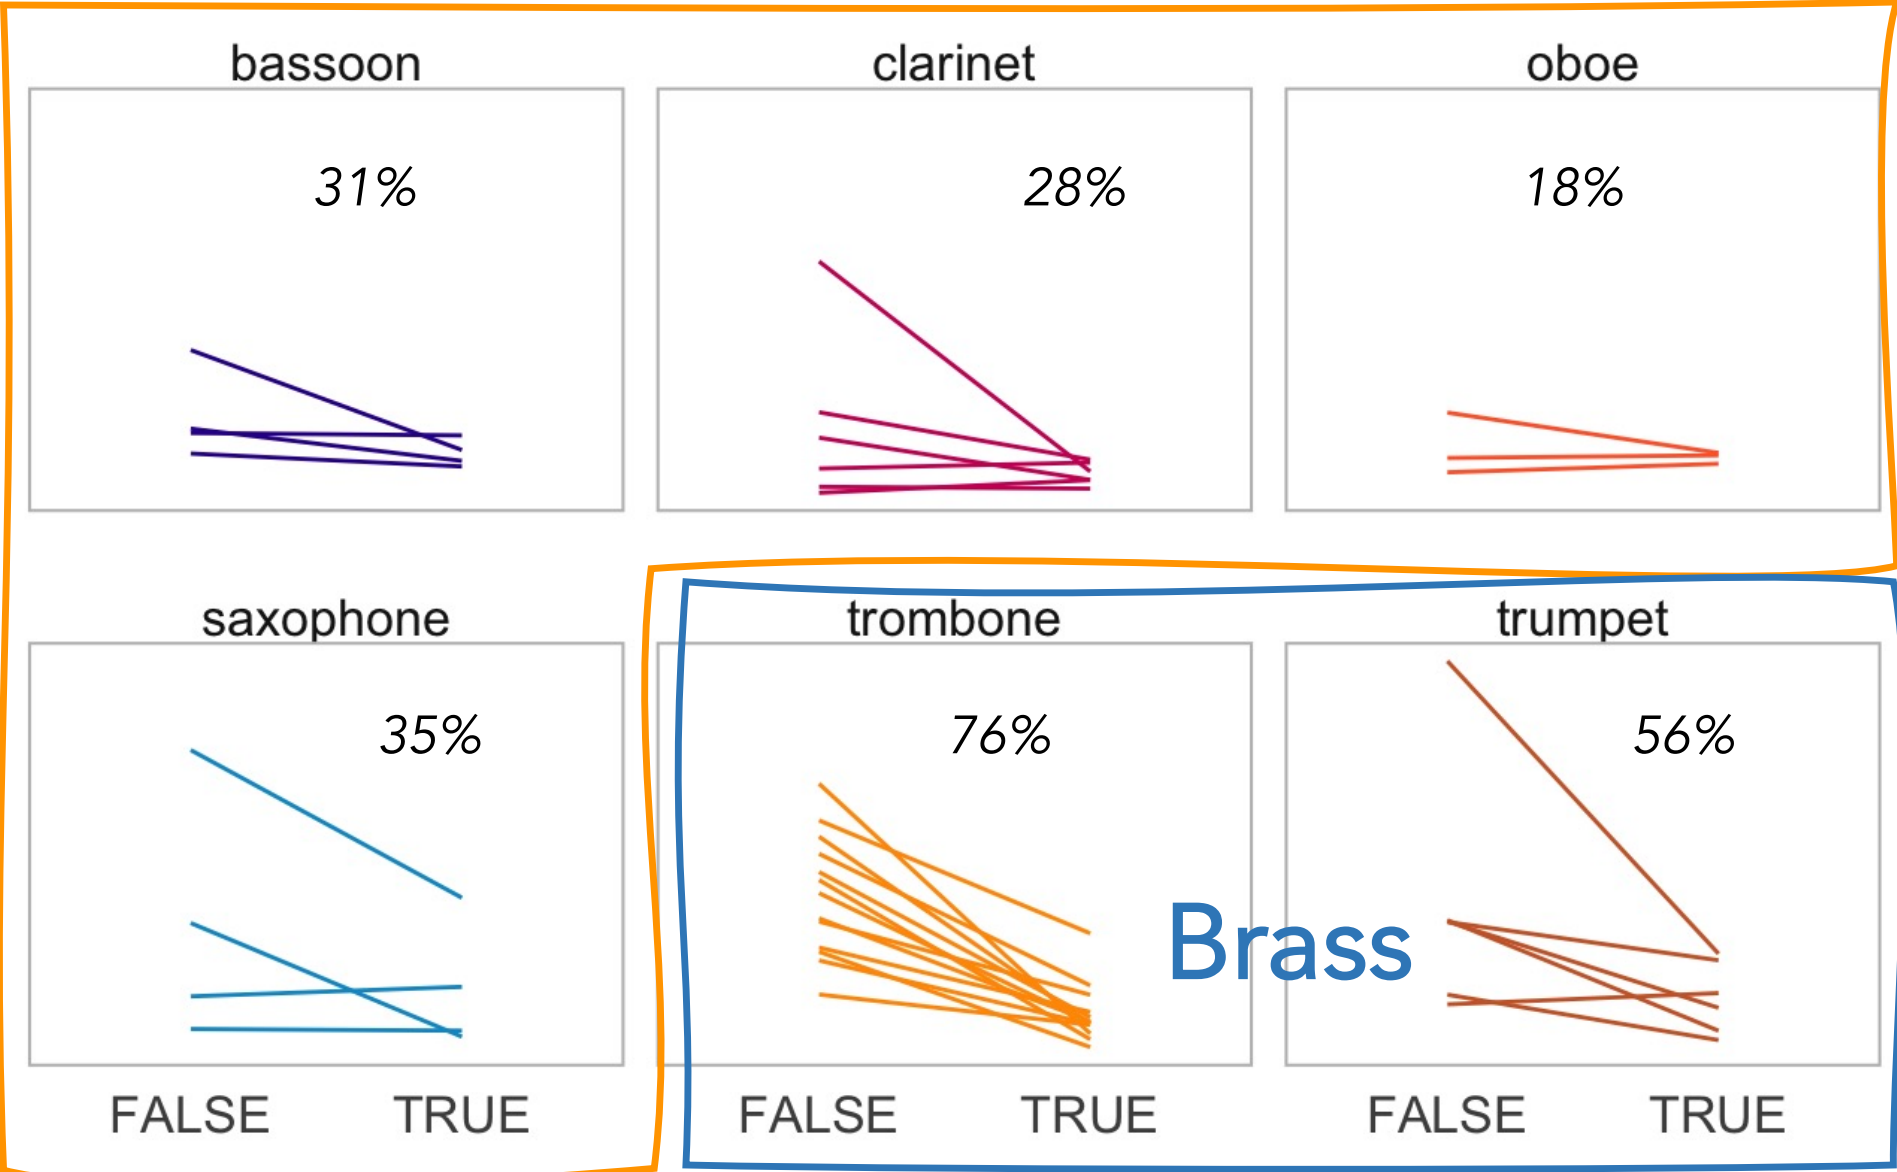 bassoon
clarinet
oboe
31%
28%
18%
saxophone
trombone
trumpet
35%
76%
56%
Brass
FALSE TRUE
FALSE TRUE
FALSE TRUE